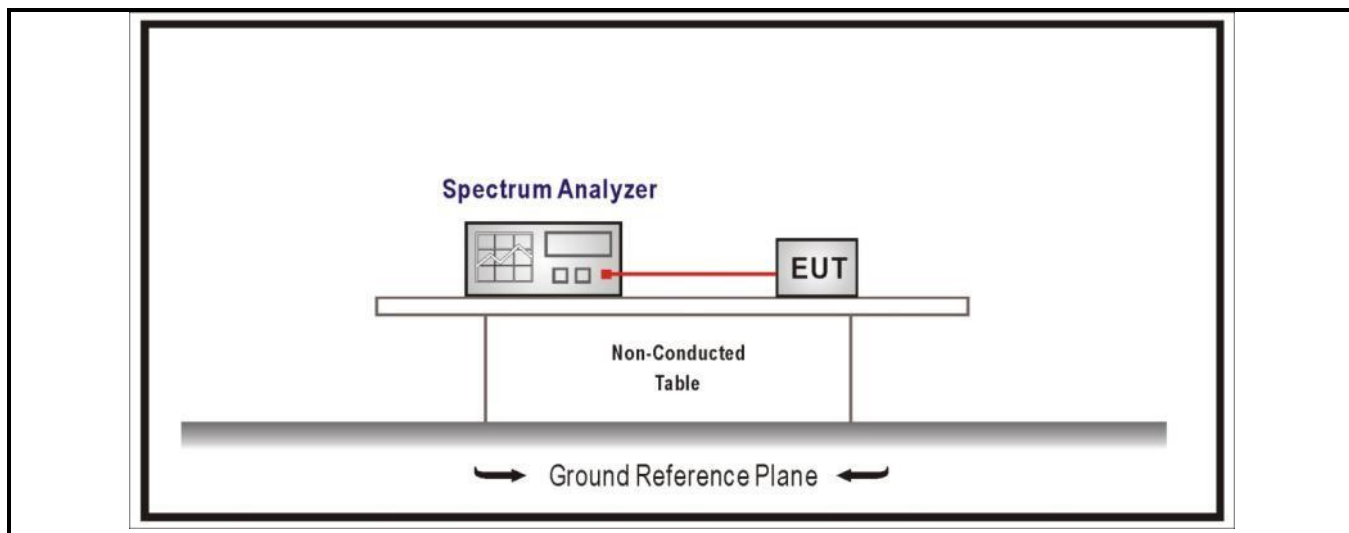 Spectrum Analyzer
EUT
Non-Conducted
Table
Ground Reference Plane